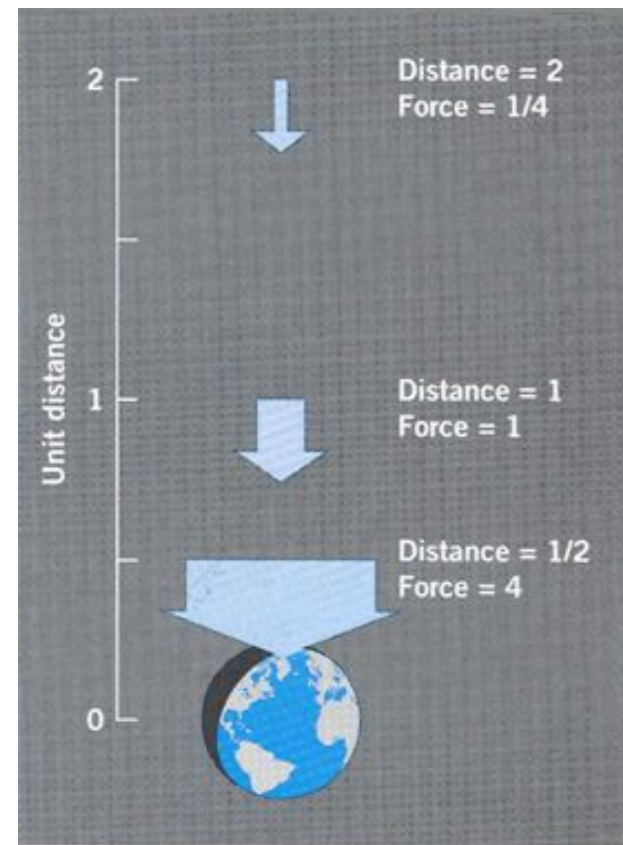 2
Distance = 2
Force = 1/4
Unit distance
1
Distance = 1
Force = 1
Distance = 1/2
Force = 4
0